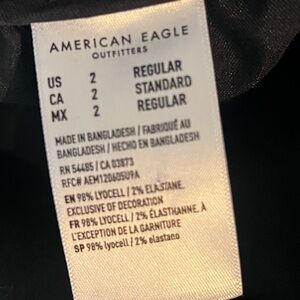 AMERICAN EAGLE
OUTFITTERS
US 2 REGULAR
CA 2 STANDARD
MX 2 REGULAR
MADE IN BANGLADESH / FABRIQUÉ AU
BANGLADESH / HECHO EN BANGLADESH
RN 54485 / CA 03873
RFC# AEM120605U9A
EN 98% LYOCELL / 2% ELASTANE,
EXCLUSIVE OF DECORATION
FR 98% LYOCELL / 2% ÉLASTHANNE, À
L'EXCEPTION DE LA GARNITURE
SP 98% lyocell / 2% elastano